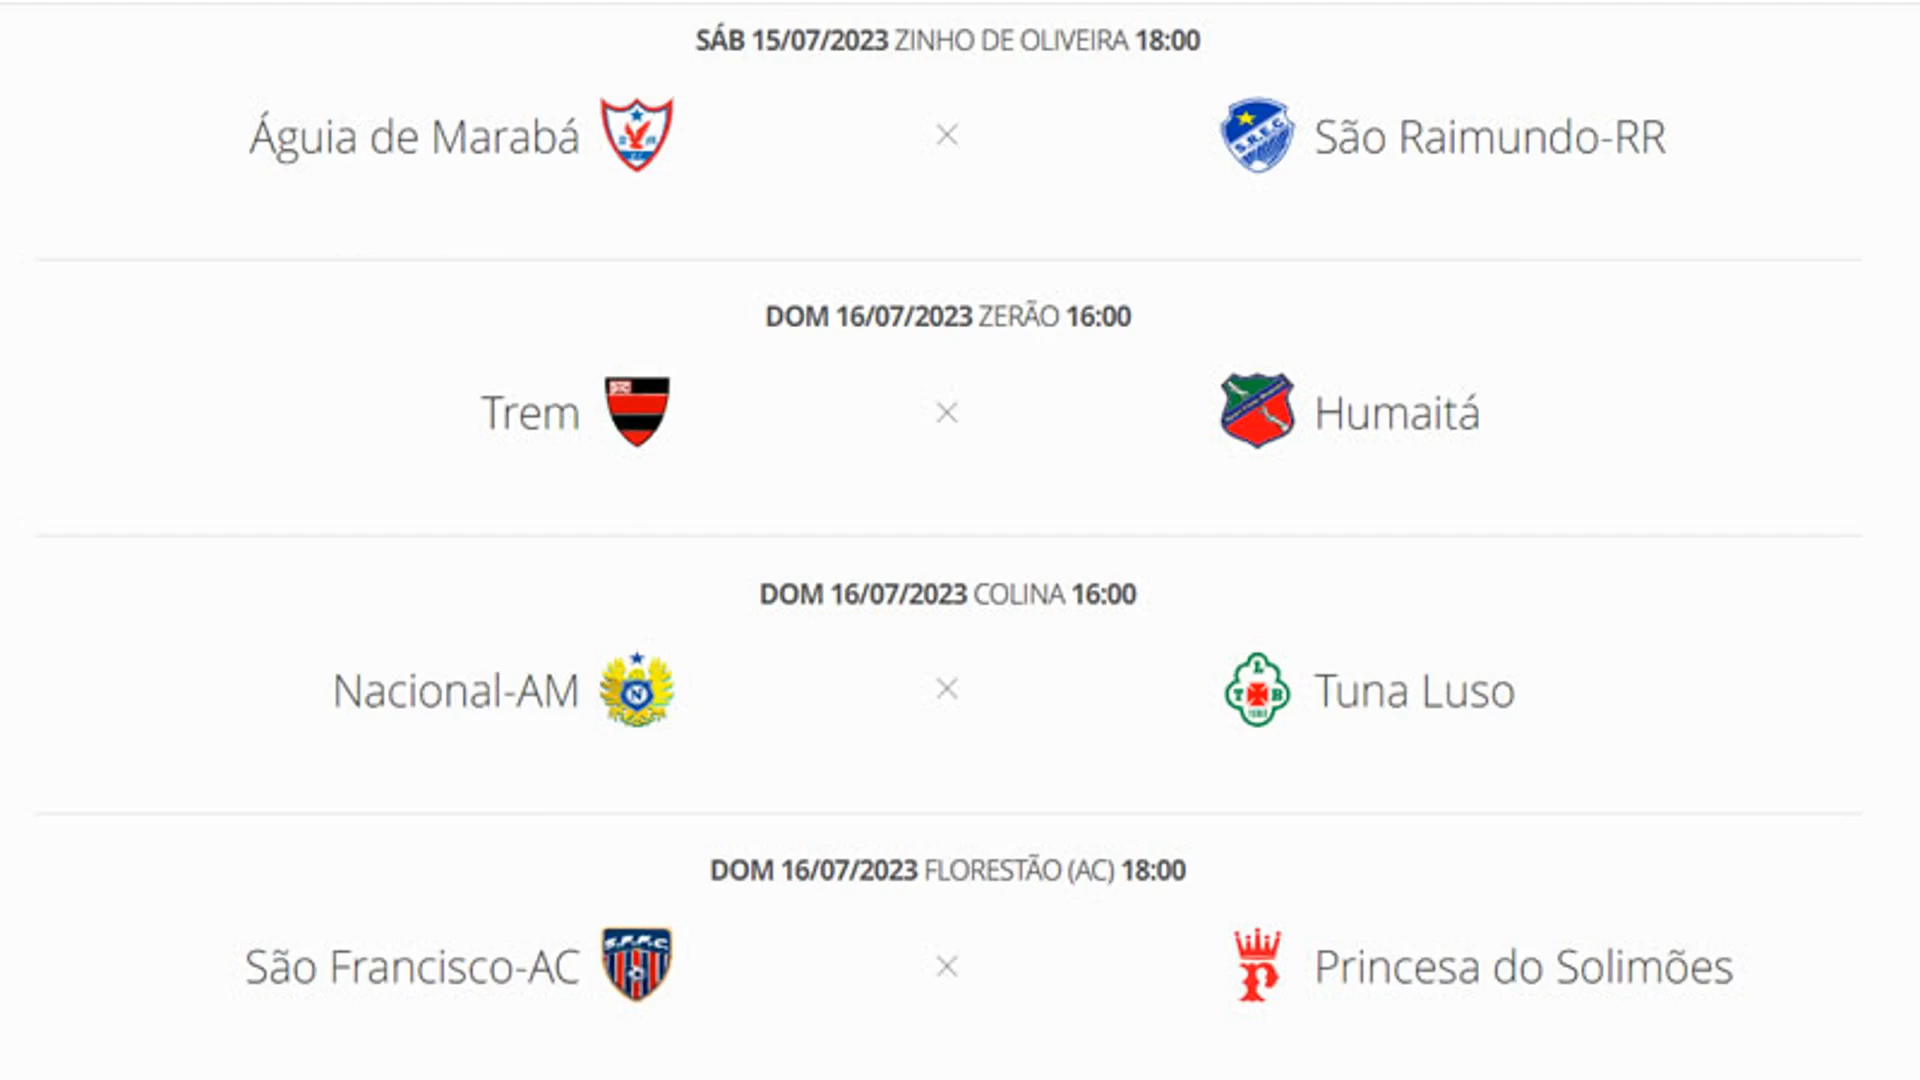 SÁB 15/07/2023 ZINHO DE OLIVEIRA 18:00
Águia de Marabá × São Raimundo-RR
S.R.E.C
DOM 16/07/2023 ZERÃO 16:00
Trem × Humaitá
DOM 16/07/2023 COLINA 16:00
Nacional-AM × Tuna Luso
N
L
T B
DOM 16/07/2023 FLORESTÃO (AC) 18:00
São Francisco-AC × Princesa do Solimões
S.F.F.C.
P